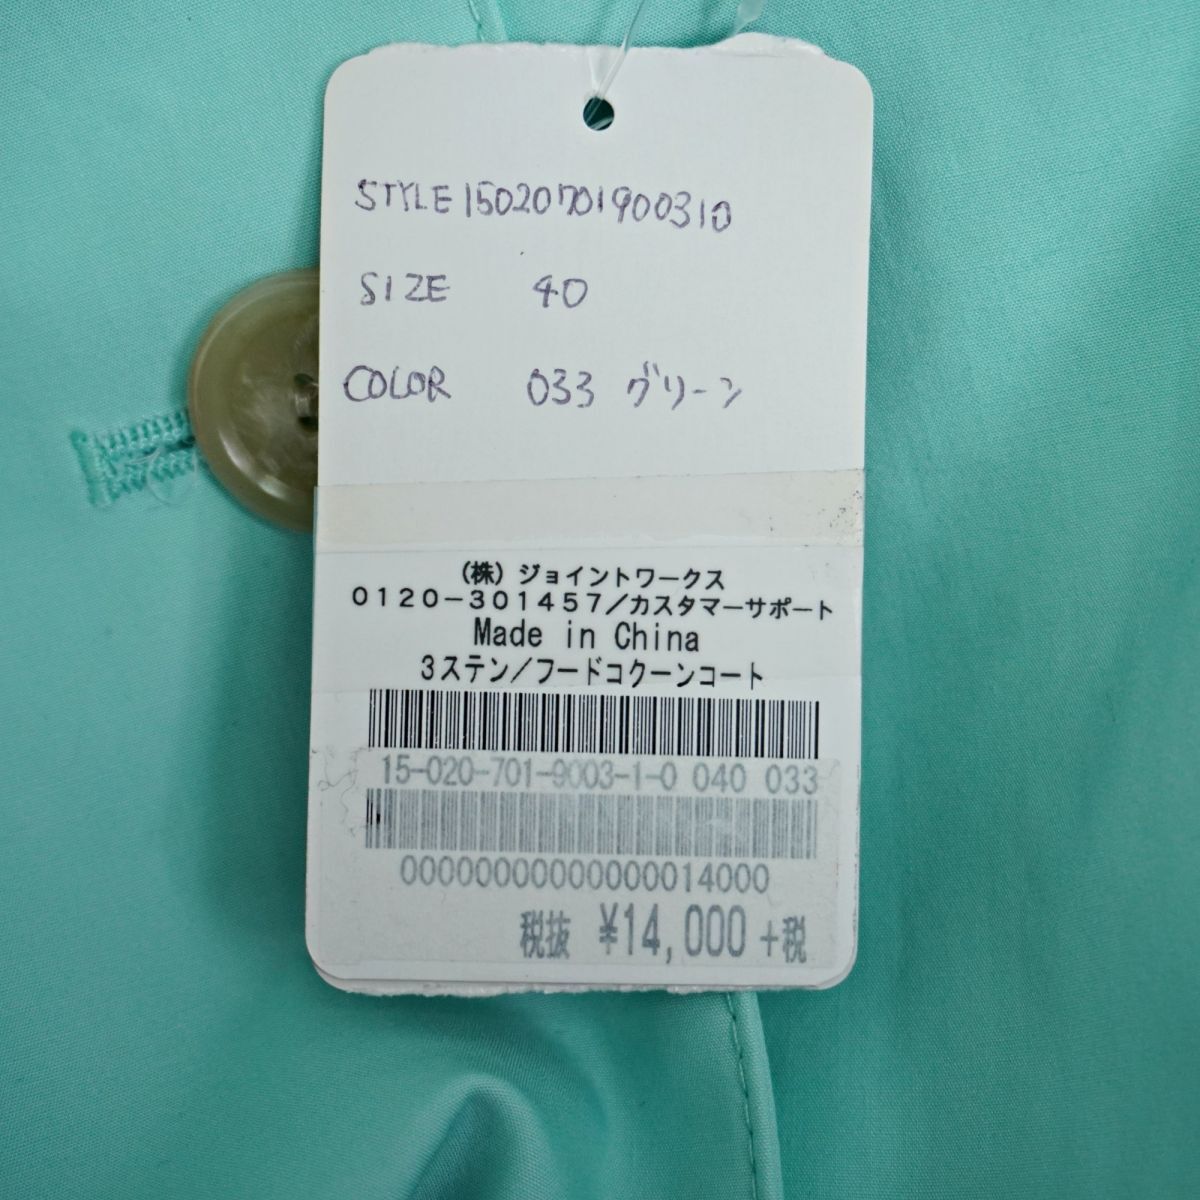 STYLE 15020701900310
SIZE 40
COLOR 033 グリーン
(株)ジョイントワークス
0120-301457/カスタマーサポート
Made in China
3ステン/フードコクーンコート
15-020-701-9003-1-0 040 033
00000000000000014000
税抜 ¥14,000 +税